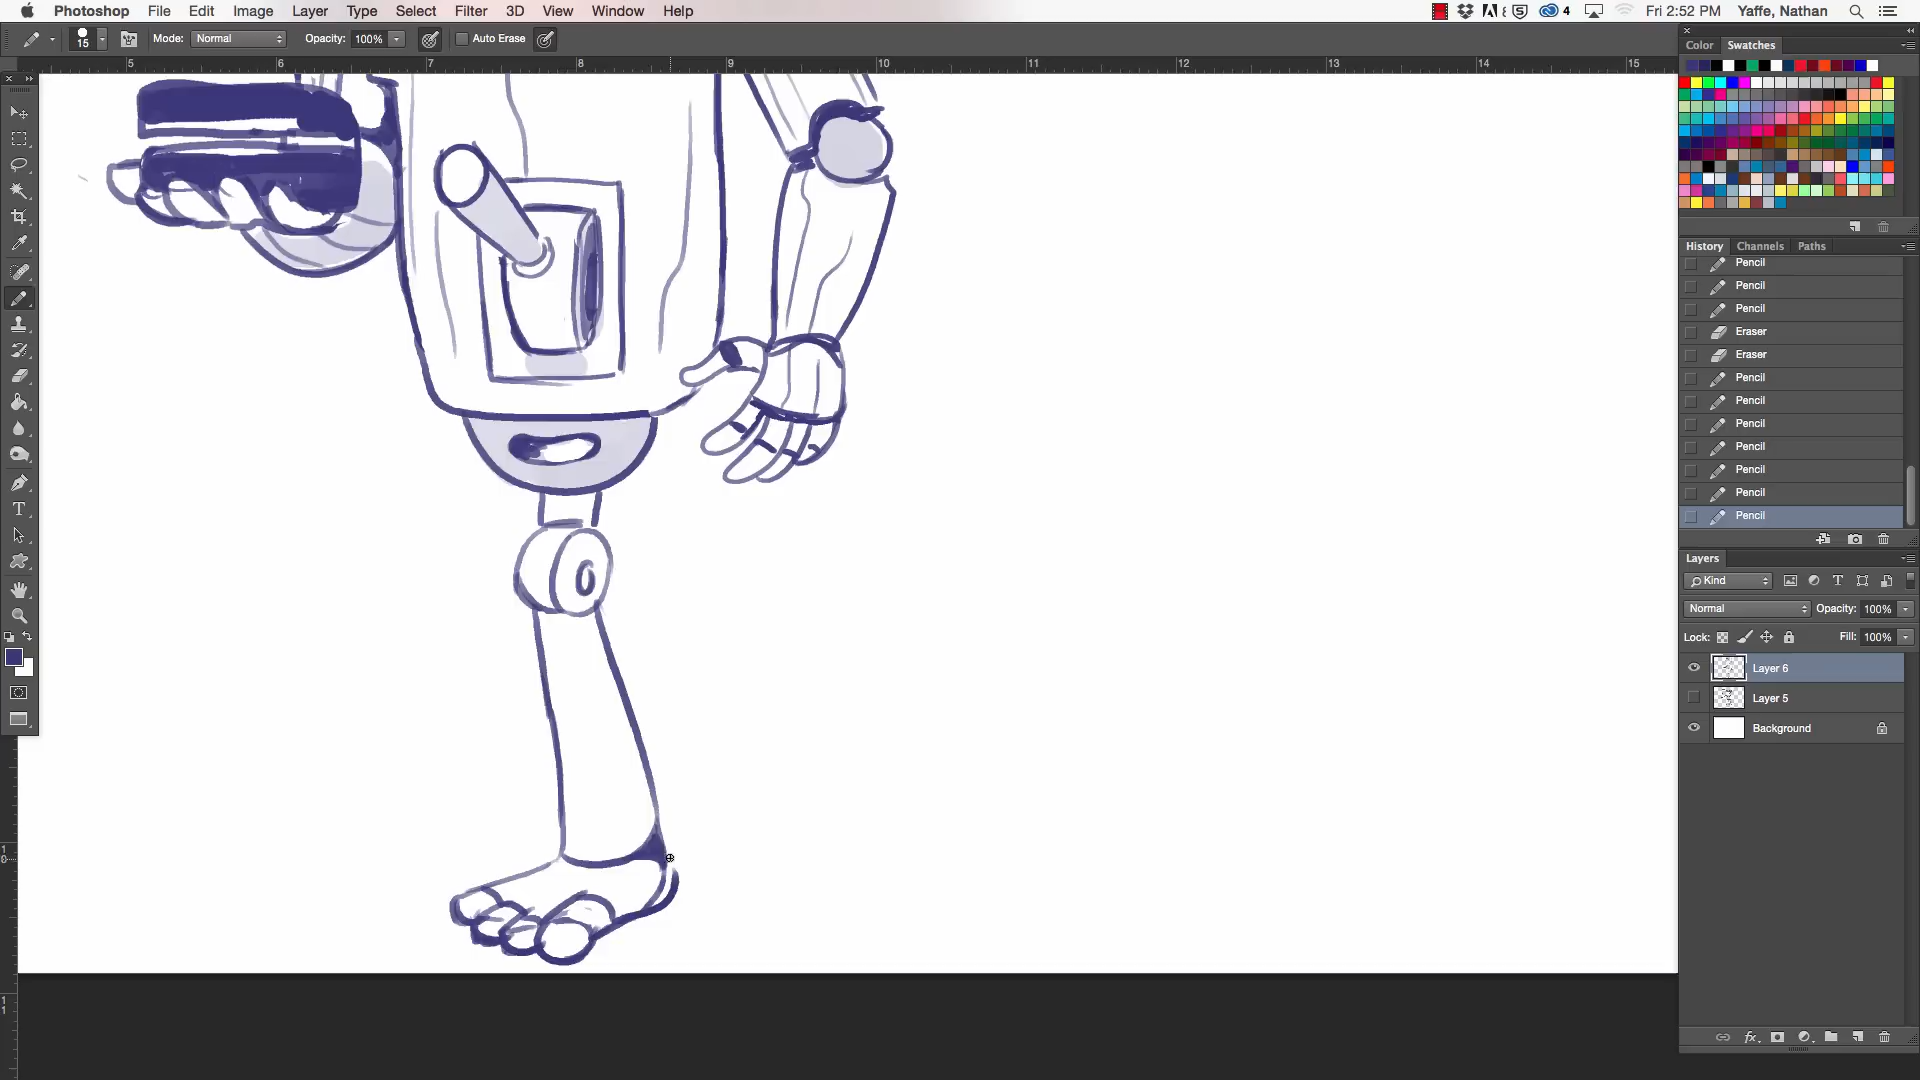 Photoshop File Edit Image Layer Type Select Filter 3D View Window Help
4 Fri 2:52 PM Yaffe, Nathan
15 Mode: Normal Opacity: 100% Auto Erase
Color Swatches
5 6 7 8 9 10 11 12 13 14 15
History Channels Paths
Pencil
Pencil
Pencil
Eraser
Eraser
Pencil
Pencil
Pencil
Pencil
Pencil
Pencil
Pencil
Layers
Kind
Normal Opacity: 100%
Lock: Fill: 100%
Layer 6
Layer 5
Background